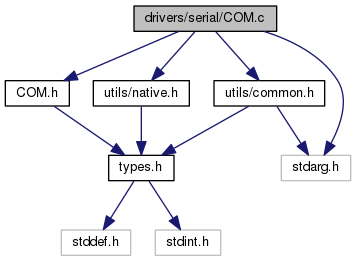 drivers/serial/COM.c
COM.h
utils/native.h
utils/common.h
types.h
stdarg.h
stddef.h
stdint.h